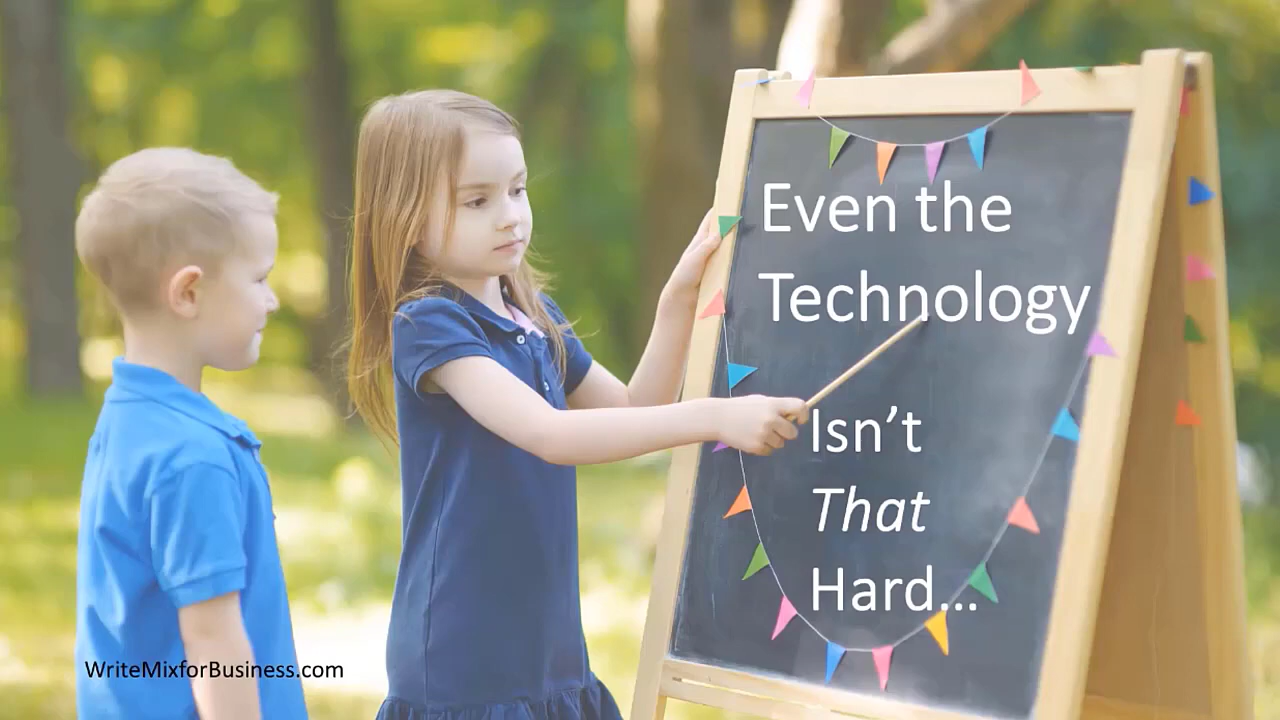 Even the
Technology
Isn’t
That
Hard...
WriteMixforBusiness.com